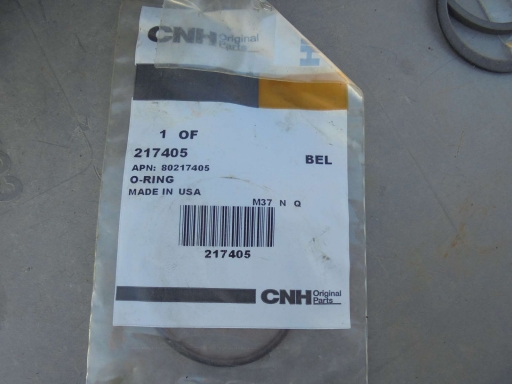 CNH Original
Parts
1 OF
217405 BEL
APN: 80217405
O-RING
MADE IN USA
M37 N Q
217405
CNH Original
Parts